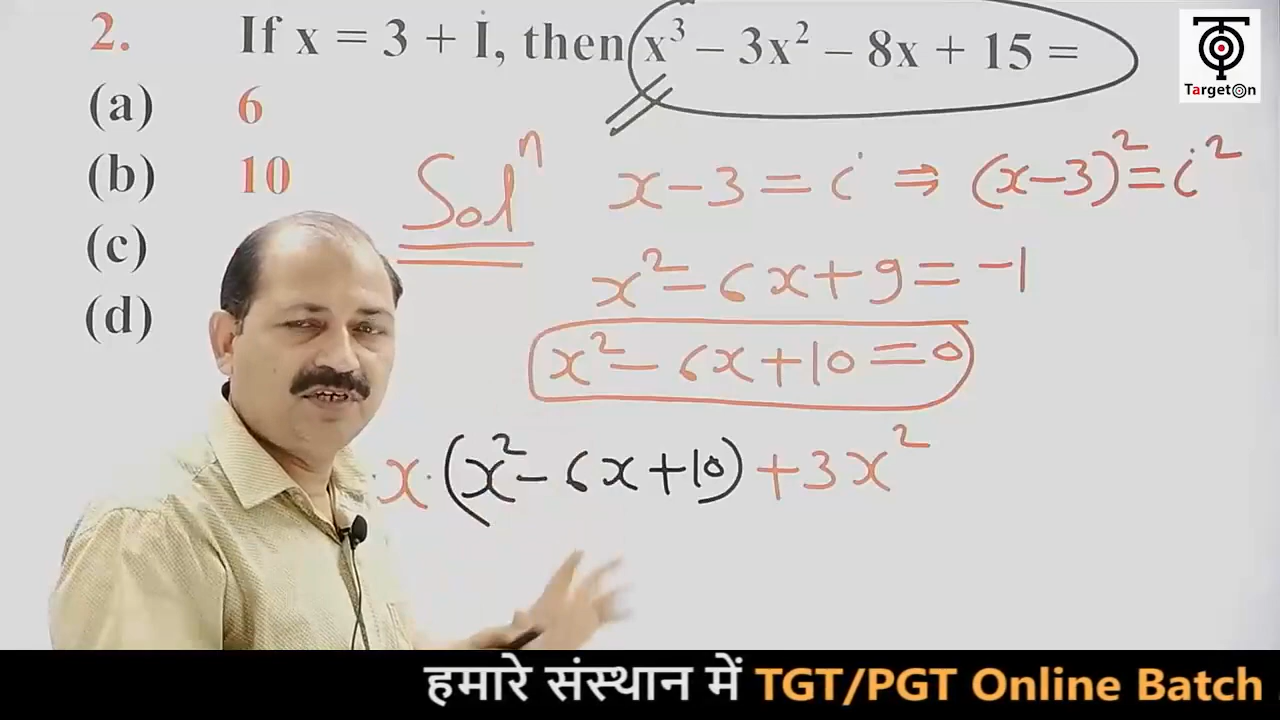 2. If x = 3 + i, then x³ – 3x² – 8x + 15 =
TargetOn
(a) 6
(b) 10
(c)
(d)
Solⁿ
x – 3 = i ⇒ (x–3)² = i²
x² – 6x + 9 = –1
x² – 6x + 10 = 0
x·(x² – 6x + 10) + 3x²
हमारे संस्थान में TGT/PGT Online Batch